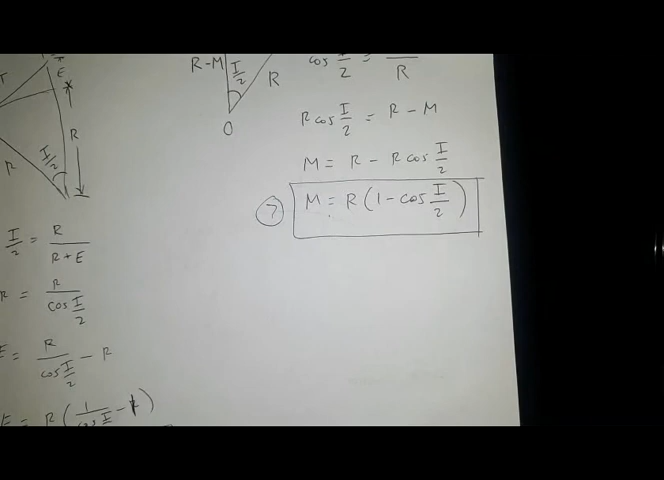 T
E
R
R
I/2
I/2 = R/(R+E)
R = R/cos I/2
E = R/cos I/2 - R
E = R(1/cos I - 1)
R-M
I/2
R
O
cos I/2 = /R
R cos I/2 = R - M
M = R - R cos I/2
7 M = R(1 - cos I/2)